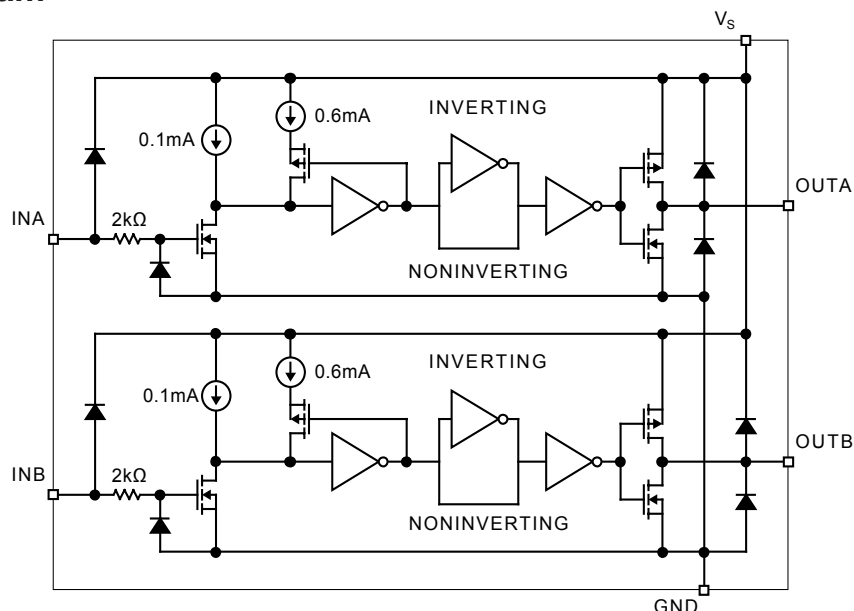 V_S
INVERTING
0.6mA
0.1mA
OUTA
INA
2kΩ
NONINVERTING
INVERTING
0.6mA
0.1mA
OUTB
INB
2kΩ
NONINVERTING
GND